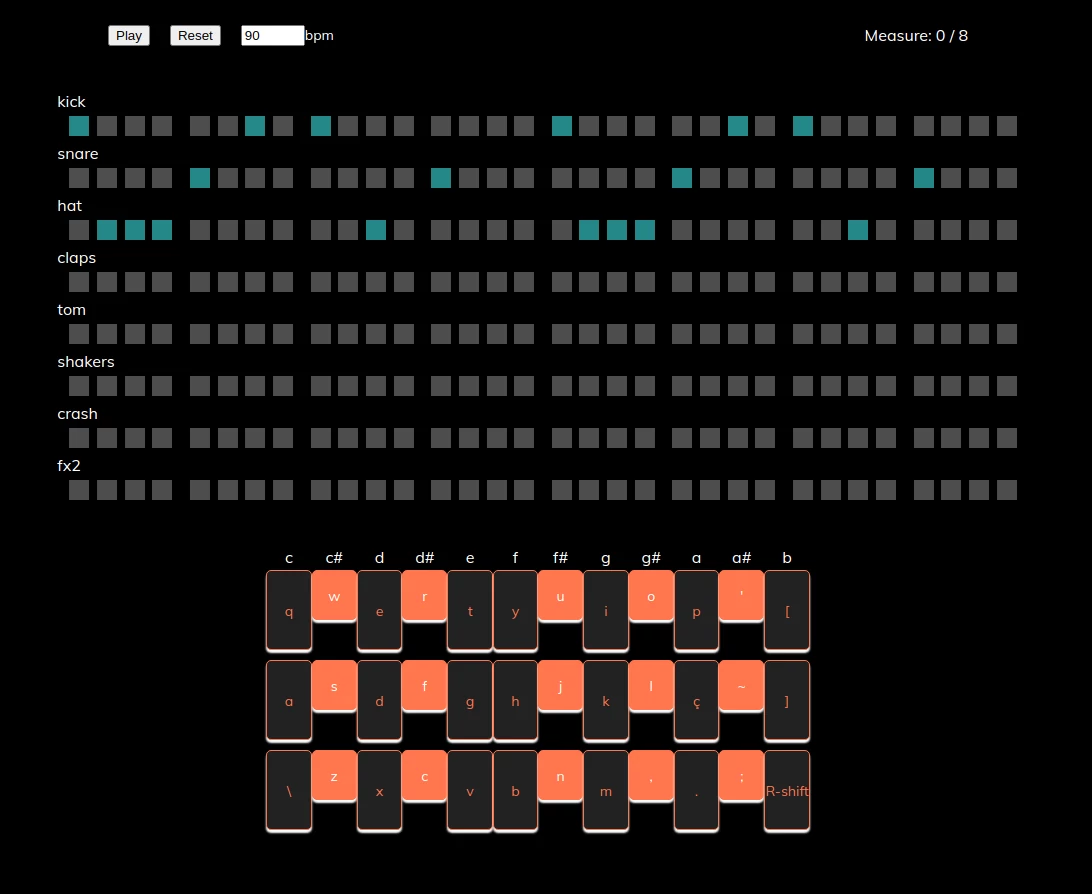 Play Reset 90 bpm Measure: 0 / 8
kick
snare
hat
claps
tom
shakers
crash
fx2
c c# d d# e f f# g g# a a# b
q w e r t y u i o p ' [
a s d f g h j k l ç ~ ]
\ z x c v b n m , . ; R-shift